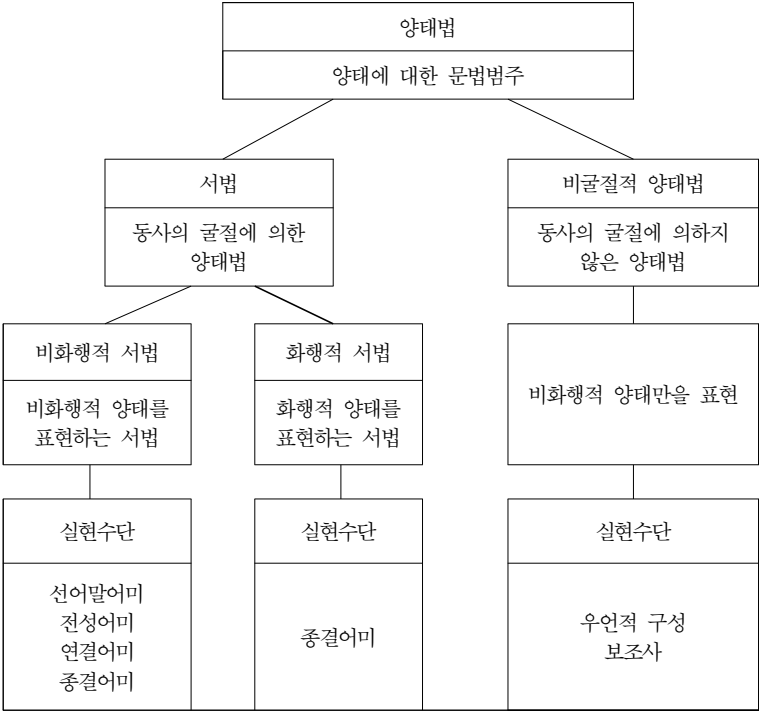 양태법
양태에 대한 문법범주
서법
동사의 굴절에 의한
양태법
비굴절적 양태법
동사의 굴절에 의하지
않은 양태법
비화행적 서법
비화행적 양태를
표현하는 서법
화행적 서법
화행적 양태를
표현하는 서법
비화행적 양태만을 표현
실현수단
선어말어미
전성어미
연결어미
종결어미
실현수단
종결어미
실현수단
우언적 구성
보조사